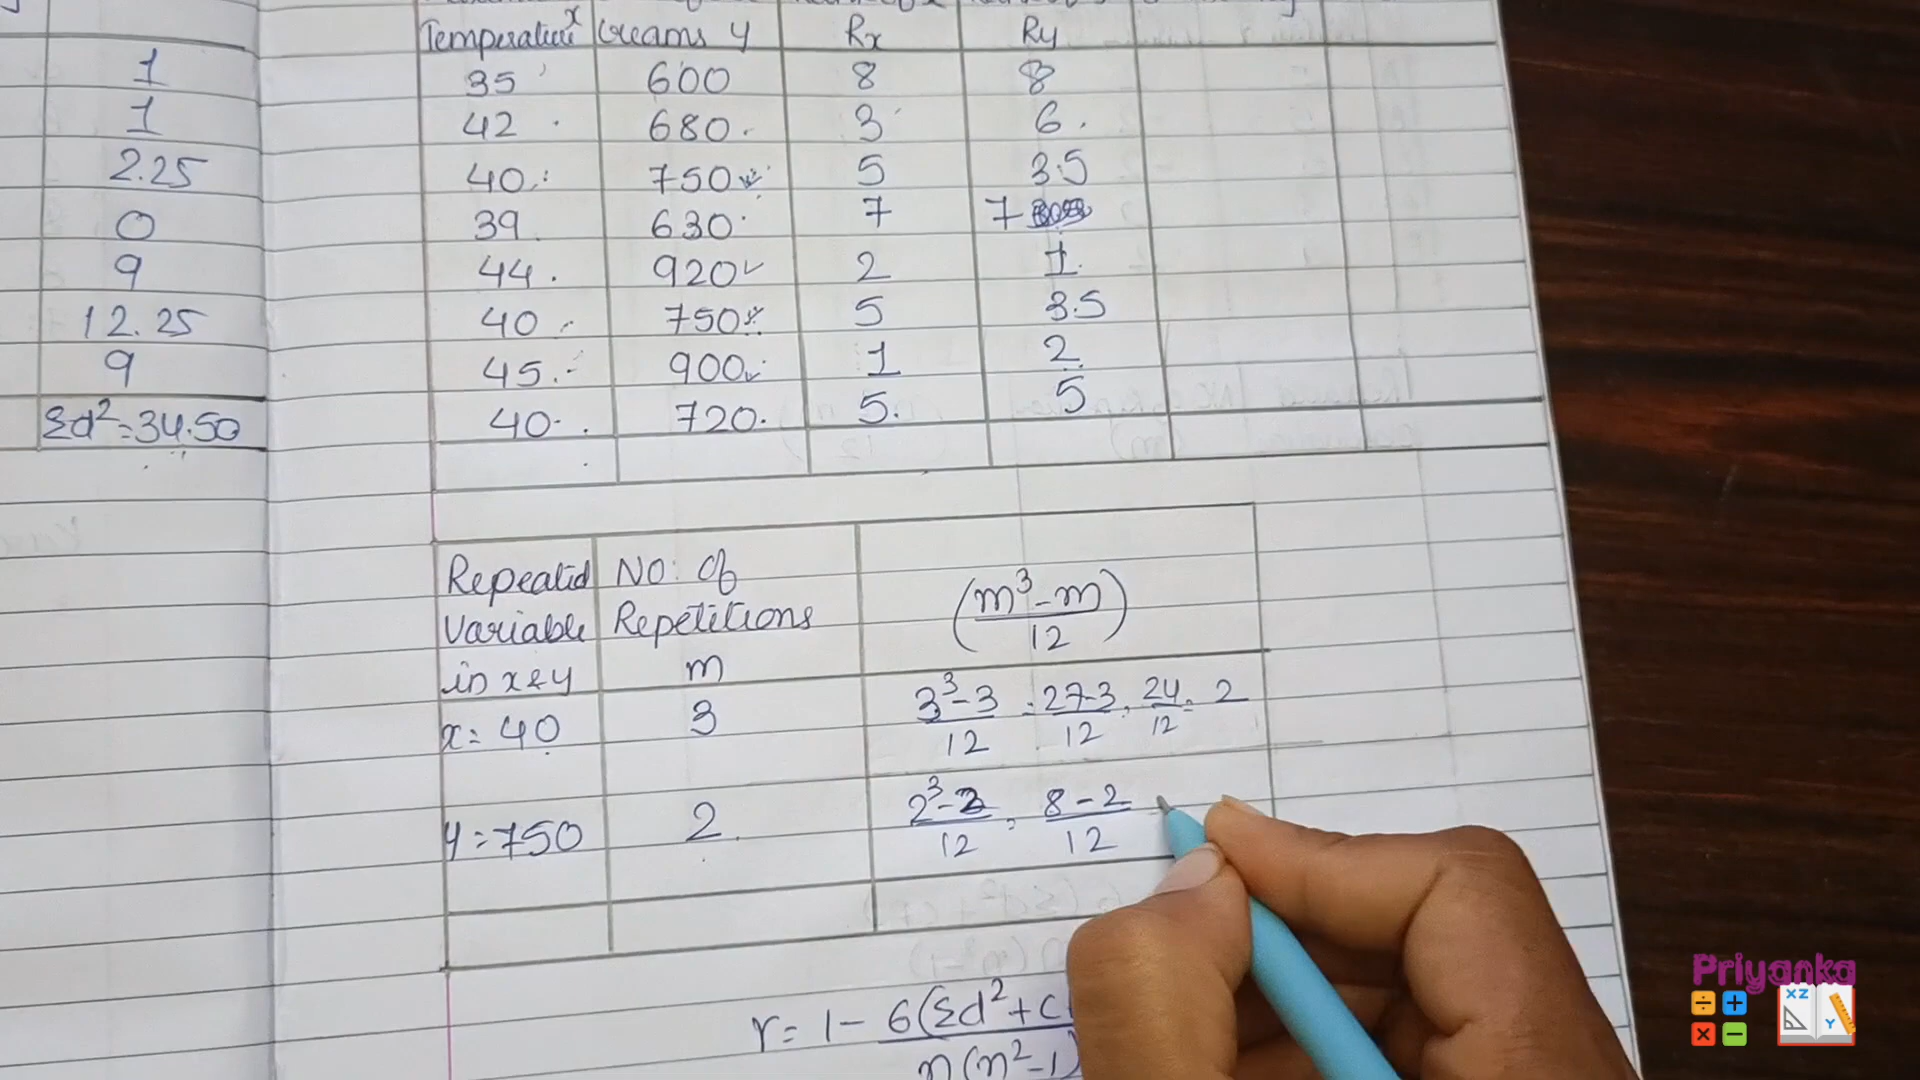 1
1
2.25
0
9
12.25
9
Σd²=34.50
Temperature x Creams y Rx Ry
35 600 8 8
42 680 3 6
40 750 5 3.5
39 630 7 7
44 920 2 1
40 750 5 3.5
45 900 1 2
40 720 5 5
Repeated Variable in x & y
No: of Repetitions m
(m³-m)/12
x = 40 3 3³-3/12 = 27-3/12 = 24/12 = 2
y = 750 2 2³-2/12 = 8-2/12
r = 1 - 6(Σd²+C
n(n²-1)
Priyanka
XZ
Y